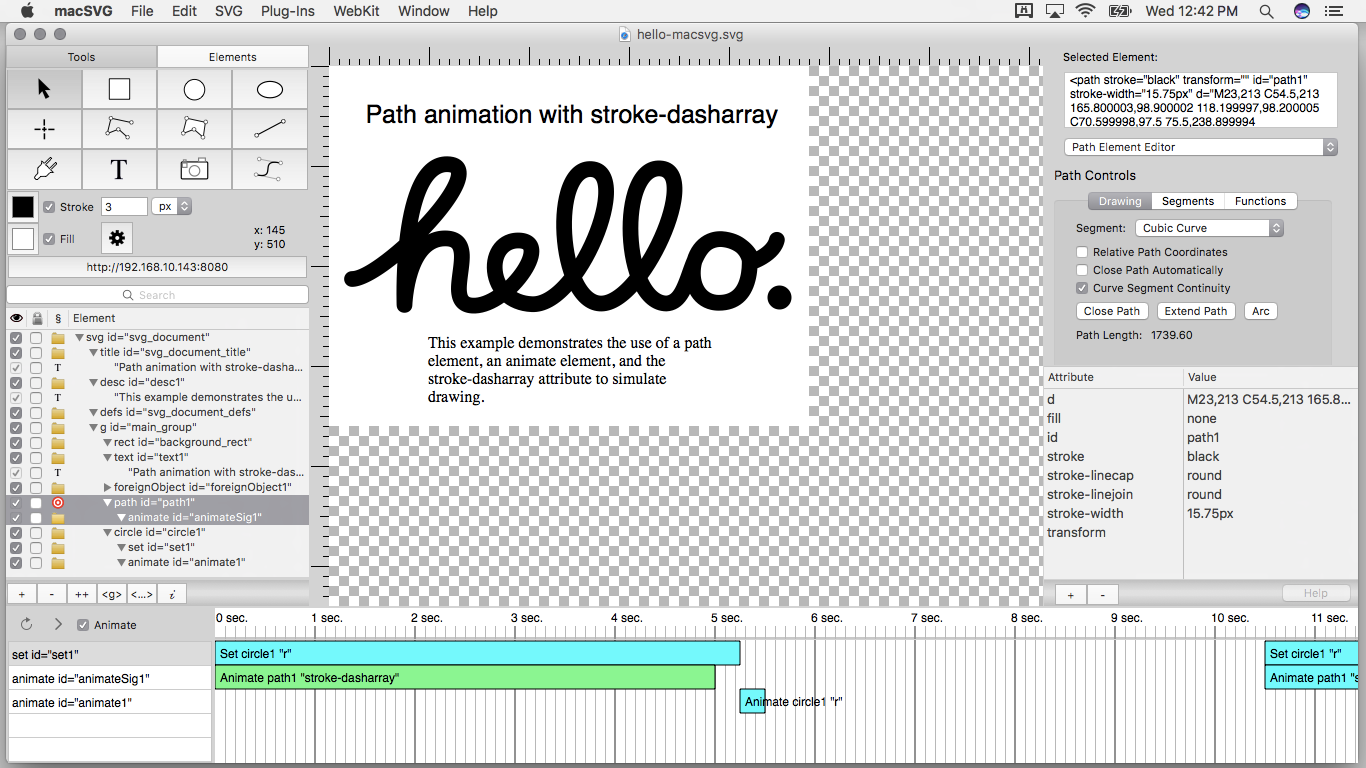 macSVG File Edit SVG Plug-Ins WebKit Window Help Wed 12:42 PM
hello-macsvg.svg
Tools Elements
T
Stroke 3 px
Fill
x: 145
y: 510
http://192.168.10.143:8080
Search
§ Element
svg id="svg_document"
title id="svg_document_title"
T "Path animation with stroke-dasha...
desc id="desc1"
T "This example demonstrates the u...
defs id="svg_document_defs"
g id="main_group"
rect id="background_rect"
text id="text1"
T "Path animation with stroke-das...
foreignObject id="foreignObject1"
path id="path1"
animate id="animateSig1"
circle id="circle1"
set id="set1"
animate id="animate1"
+ - ++ <g> <...> i
Path animation with stroke-dasharray
hello.
This example demonstrates the use of a path
element, an animate element, and the
stroke-dasharray attribute to simulate
drawing.
Selected Element:
<path stroke="black" transform="" id="path1"
stroke-width="15.75px" d="M23,213 C54.5,213
165.800003,98.900002 118.199997,98.200005
C70.599998,97.5 75.5,238.899994
Path Element Editor
Path Controls
Drawing Segments Functions
Segment: Cubic Curve
Relative Path Coordinates
Close Path Automatically
Curve Segment Continuity
Close Path Extend Path Arc
Path Length: 1739.60
Attribute Value
d M23,213 C54.5,213 165.8...
fill none
id path1
stroke black
stroke-linecap round
stroke-linejoin round
stroke-width 15.75px
transform
+ - Help
Animate
0 sec. 1 sec. 2 sec. 3 sec. 4 sec. 5 sec. 6 sec. 7 sec. 8 sec. 9 sec. 10 sec. 11 sec.
set id="set1" Set circle1 "r" Set circle1 "r"
animate id="animateSig1" Animate path1 "stroke-dasharray" Animate path1 "s
animate id="animate1" Animate circle1 "r"